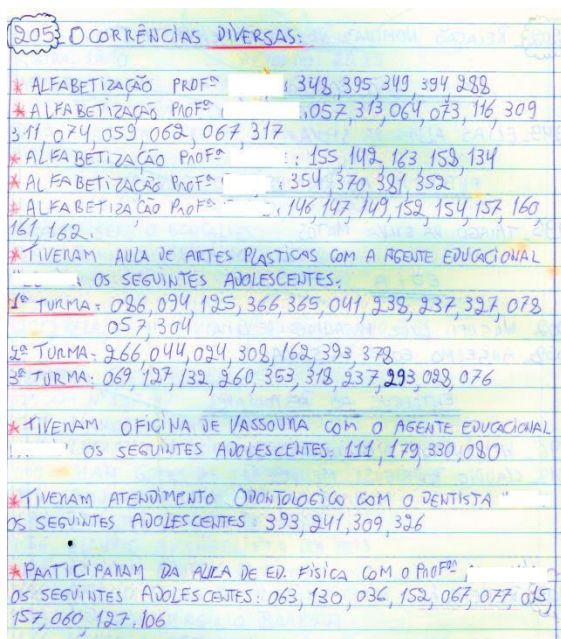 205 OCORRÊNCIAS DIVERSAS:
* ALFABETIZAÇÃO PROFª : 348, 395, 349, 394, 288
* ALFABETIZAÇÃO PROFª , 057, 313, 064, 073, 116, 309
311, 074, 059, 062, 067, 317
* ALFABETIZAÇÃO PROFª : 155, 142, 163, 158, 134
* ALFABETIZAÇÃO PROFª : 354, 370, 381, 352
* ALFABETIZAÇÃO PROFª , 146, 147, 149, 152, 154, 157, 160,
161, 162.
* TIVERAM AULA DE ARTES PLASTICAS COM A AGENTE EDUCACIONAL
" OS SEGUINTES ADOLESCENTES:
1ª TURMA: 086, 094, 125, 366, 365, 041, 238, 237, 327, 078
057, 304
2ª TURMA: 266, 044, 024, 308, 162, 393, 378
3ª TURMA: 069, 127, 132, 260, 353, 318, 237, 293, 028, 076
* TIVERAM OFICINA DE VASSOURA COM O AGENTE EDUCACIONAL
OS SEGUINTES ADOLESCENTES: 111, 179, 330, 080
* TIVERAM ATENDIMENTO ODONTOLOGICO COM O DENTISTA "
OS SEGUINTES ADOLESCENTES: 393, 241, 309, 326
* PARTICIPARAM DA AULA DE ED. FISICA COM O PROFº
OS SEGUINTES ADOLESCENTES: 063, 130, 036, 152, 067, 077, 015,
157, 060, 127, 106